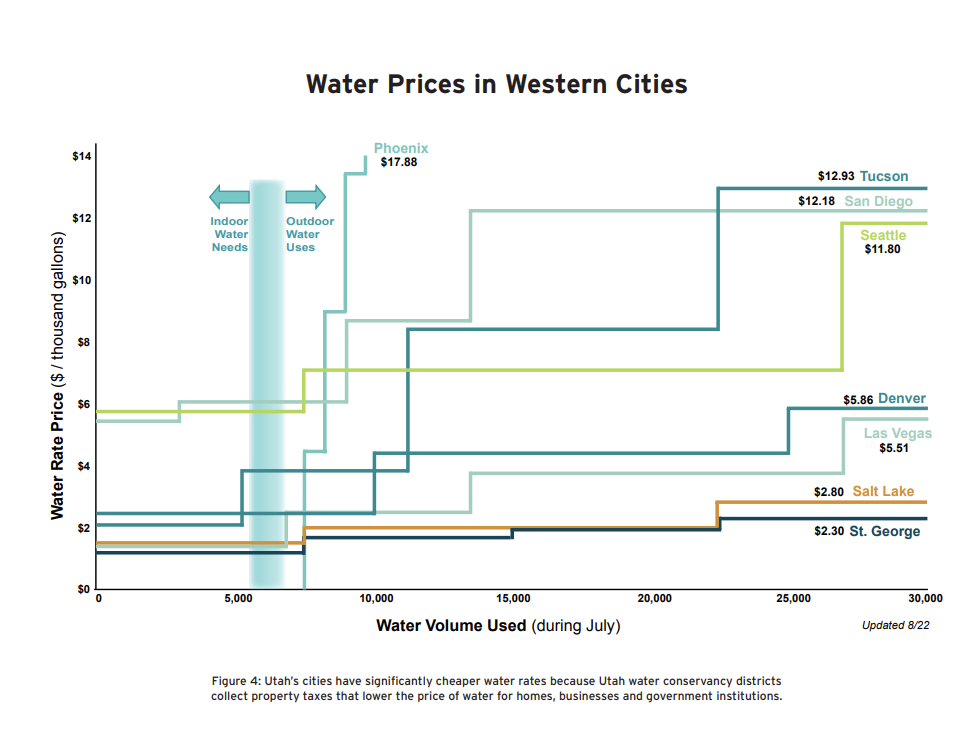 Water Prices in Western Cities
Phoenix
$17.88
$14
$12
$10
$8
$6
$4
$2
$0
Water Rate Price ($ / thousand gallons)
Indoor
Water
Needs
Outdoor
Water
Uses
$12.93 Tucson
$12.18 San Diego
Seattle
$11.80
$5.86 Denver
Las Vegas
$5.51
$2.80 Salt Lake
$2.30 St. George
0 5,000 10,000 15,000 20,000 25,000 30,000
Water Volume Used (during July)
Updated 8/22
Figure 4: Utah's cities have significantly cheaper water rates because Utah water conservancy districts
collect property taxes that lower the price of water for homes, businesses and government institutions.